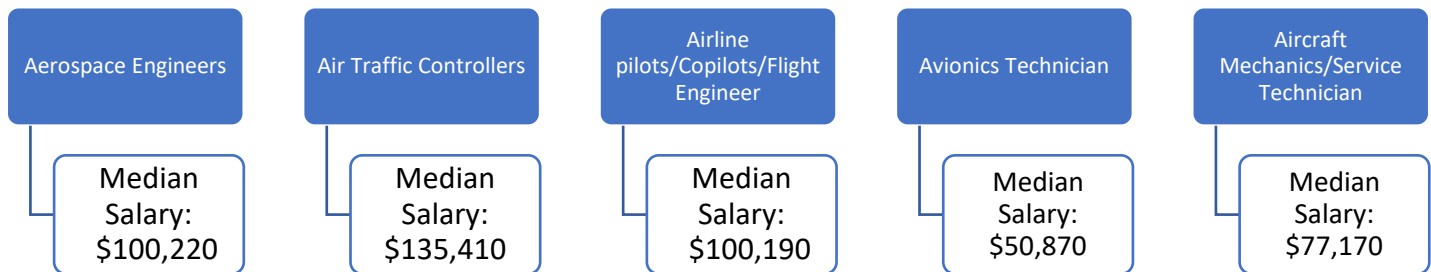 Aerospace Engineers
Median
Salary:
$100,220
Air Traffic Controllers
Median
Salary:
$135,410
Airline
pilots/Copilots/Flight
Engineer
Median
Salary:
$100,190
Avionics Technician
Median
Salary:
$50,870
Aircraft
Mechanics/Service
Technician
Median
Salary:
$77,170